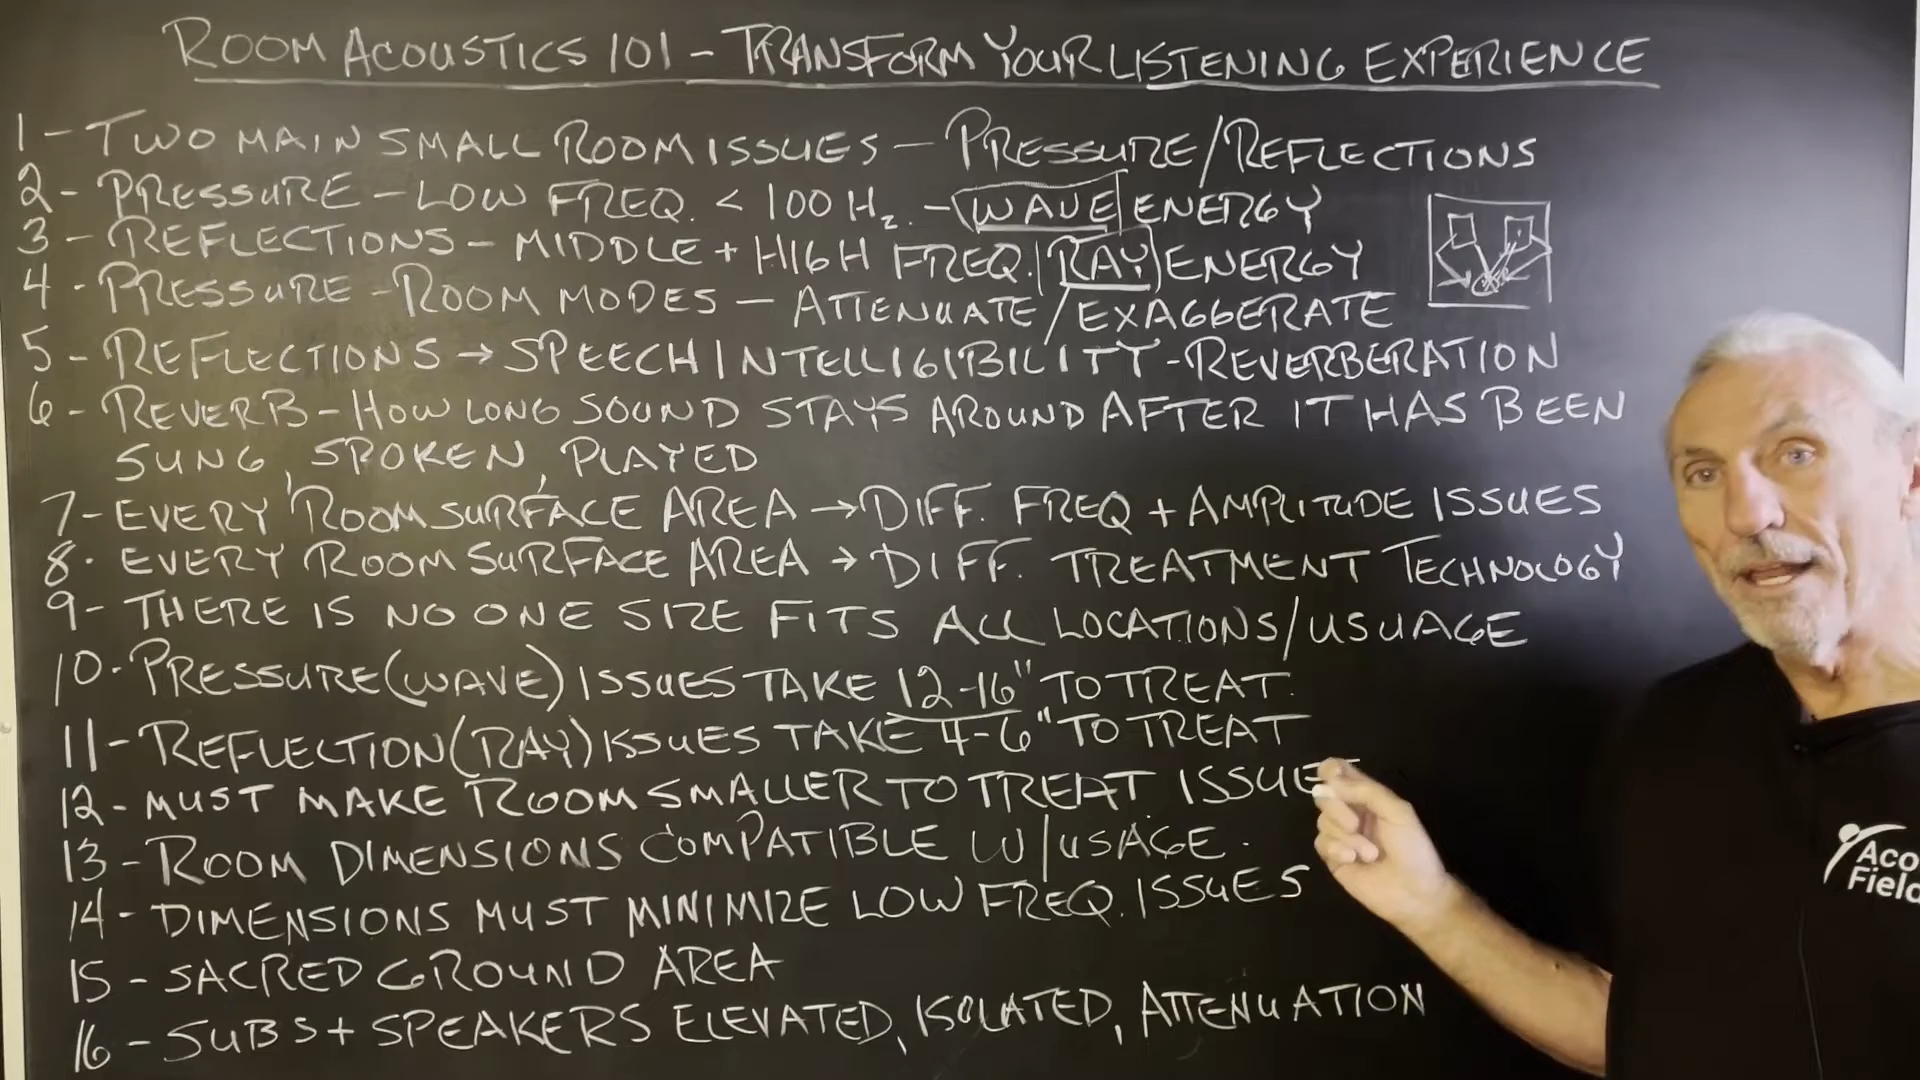 ROOM ACOUSTICS 101 - TRANSFORM YOUR LISTENING EXPERIENCE
1 - TWO MAIN SMALL ROOM ISSUES - PRESSURE/REFLECTIONS
2 - PRESSURE - LOW FREQ. < 100 Hz. - WAVE ENERGY
3 - REFLECTIONS - MIDDLE + HIGH FREQ. RAY ENERGY
4 - PRESSURE - ROOM MODES - ATTENUATE/EXAGGERATE
5 - REFLECTIONS → SPEECH INTELLIGIBILITY - REVERBERATION
6 - REVERB - HOW LONG SOUND STAYS AROUND AFTER IT HAS BEEN
SUNG, SPOKEN, PLAYED
7 - EVERY ROOM SURFACE AREA → DIFF. FREQ + AMPLITUDE ISSUES
8. EVERY ROOM SURFACE AREA → DIFF. TREATMENT TECHNOLOGY
9 - THERE IS NO ONE SIZE FITS ALL LOCATIONS/USUAGE
10. PRESSURE (WAVE) ISSUES TAKE 12-16" TO TREAT.
11 - REFLECTION (RAY) ISSUES TAKE 4-6" TO TREAT
12 - MUST MAKE ROOM SMALLER TO TREAT ISSUES
13 - ROOM DIMENSIONS COMPATIBLE W/USAGE.
14 - DIMENSIONS MUST MINIMIZE LOW FREQ. ISSUES
15 - SACRED GROUND AREA
16 - SUBS + SPEAKERS ELEVATED, ISOLATED, ATTENUATION
Aco
Field